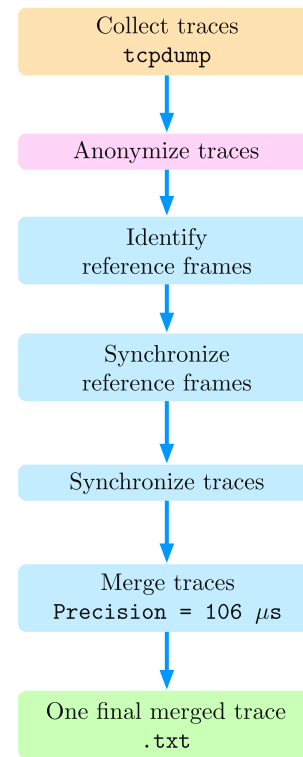 Collect traces
tcpdump
Anonymize traces
Identify
reference frames
Synchronize
reference frames
Synchronize traces
Merge traces
Precision = 106 μs
One final merged trace
.txt